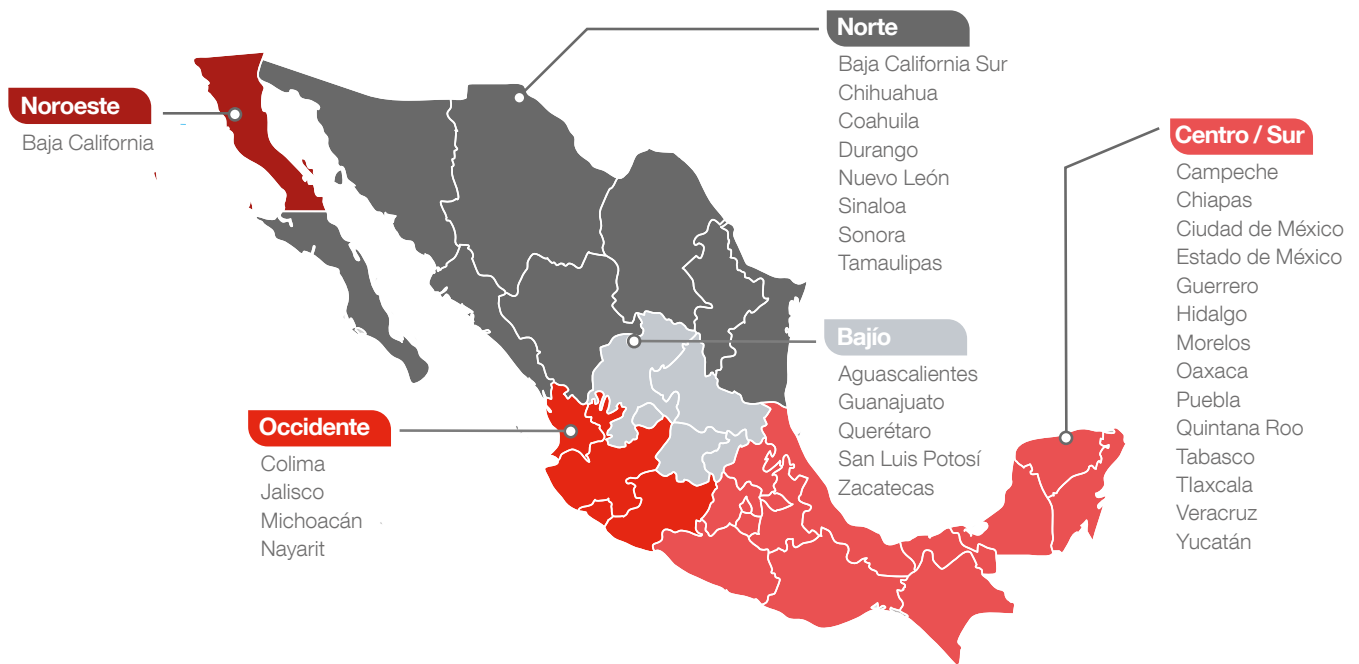 Noroeste
Baja California
Norte
Baja California Sur
Chihuahua
Coahuila
Durango
Nuevo León
Sinaloa
Sonora
Tamaulipas
Centro / Sur
Campeche
Chiapas
Ciudad de México
Estado de México
Guerrero
Hidalgo
Morelos
Oaxaca
Puebla
Quintana Roo
Tabasco
Tlaxcala
Veracruz
Yucatán
Bajío
Aguascalientes
Guanajuato
Querétaro
San Luis Potosí
Zacatecas
Occidente
Colima
Jalisco
Michoacán
Nayarit